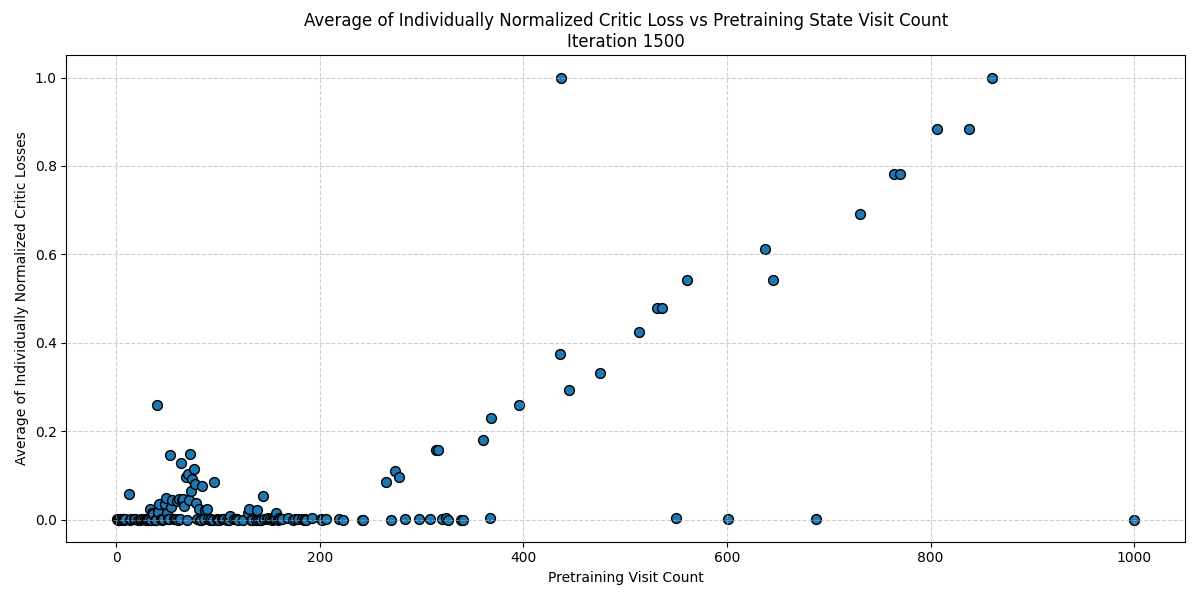 Average of Individually Normalized Critic Loss vs Pretraining State Visit Count
Iteration 1500
Average of Individually Normalized Critic Losses
1.0
0.8
0.6
0.4
0.2
0.0
0 200 400 600 800 1000
Pretraining Visit Count